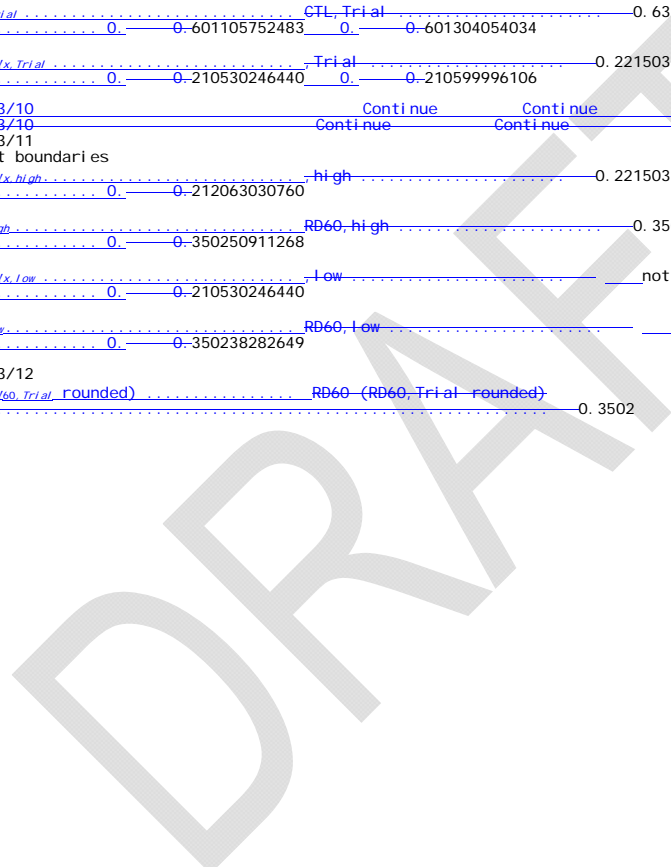 rial ........................... CTL,Trial ...................... 0.63
.......... 0. 0.601105752483 0. 0.601304054034
/x,Trial ........................... ,Trial ..................... 0.221503
.......... 0. 0.210530246440 0. 0.210599996106
3/10 Continue Continue
3/10 Continue Continue
3/11
t boundaries
/x,high ........................... ,high ...................... 0.221503
.......... 0. 0.212063030760
gh ........................... RD60,high ...................... 0.35
.......... 0. 0.350250911268
/x,low ........................... ,low ....................... not
.......... 0. 0.210530246440
w ........................... RD60,low .......................
.......... 0. 0.350238282649
3/12
60,Trial rounded) ................ RD60 (RD60,Trial rounded)
.......................................................... 0.3502
DRAFT